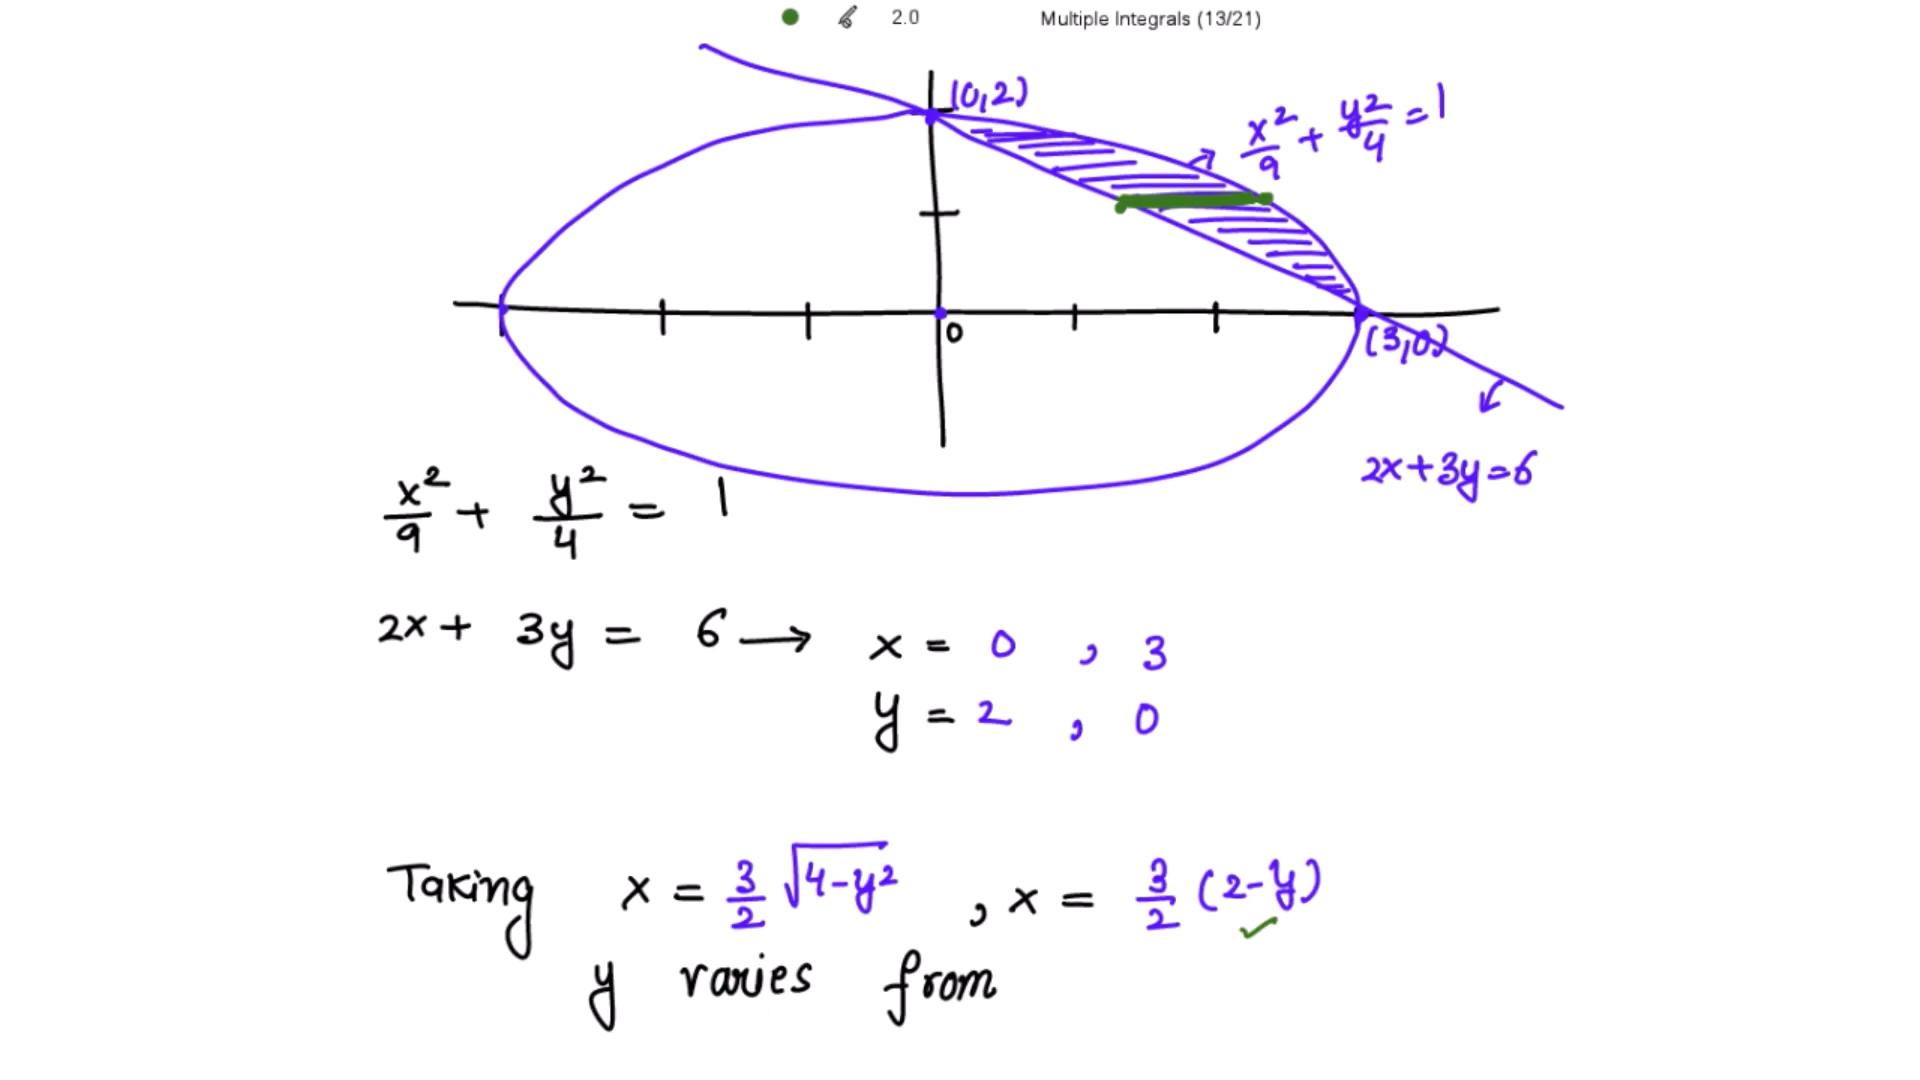 2.0 Multiple Integrals (13/21)
(0,2)
x²/9 + y²/4 = 1
0
(3,0)
2x+3y=6
x²/9 + y²/4 = 1
2x + 3y = 6 → x = 0 , 3
y = 2 , 0
Taking x = 3/2 √4-y² , x = 3/2 (2-y)
y varies from